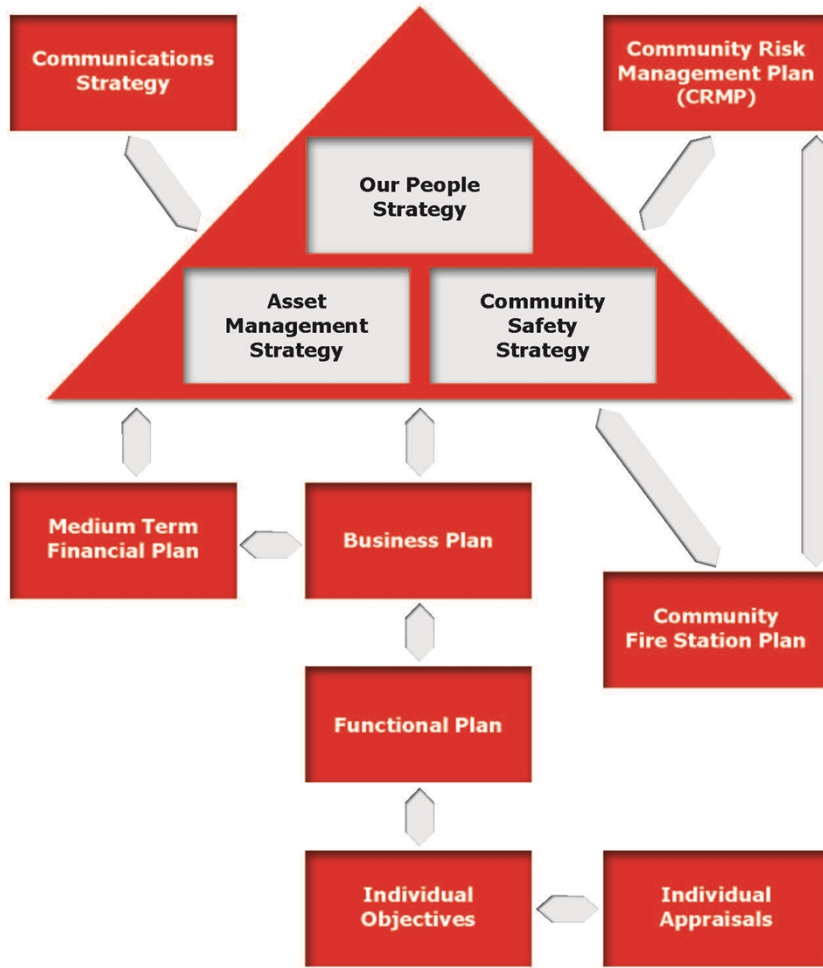 Communications
Strategy
Community Risk
Management Plan
(CRMP)
Our People
Strategy
Asset
Management
Strategy
Community
Safety
Strategy
Medium Term
Financial Plan
Business Plan
Community
Fire Station Plan
Functional Plan
Individual
Objectives
Individual
Appraisals